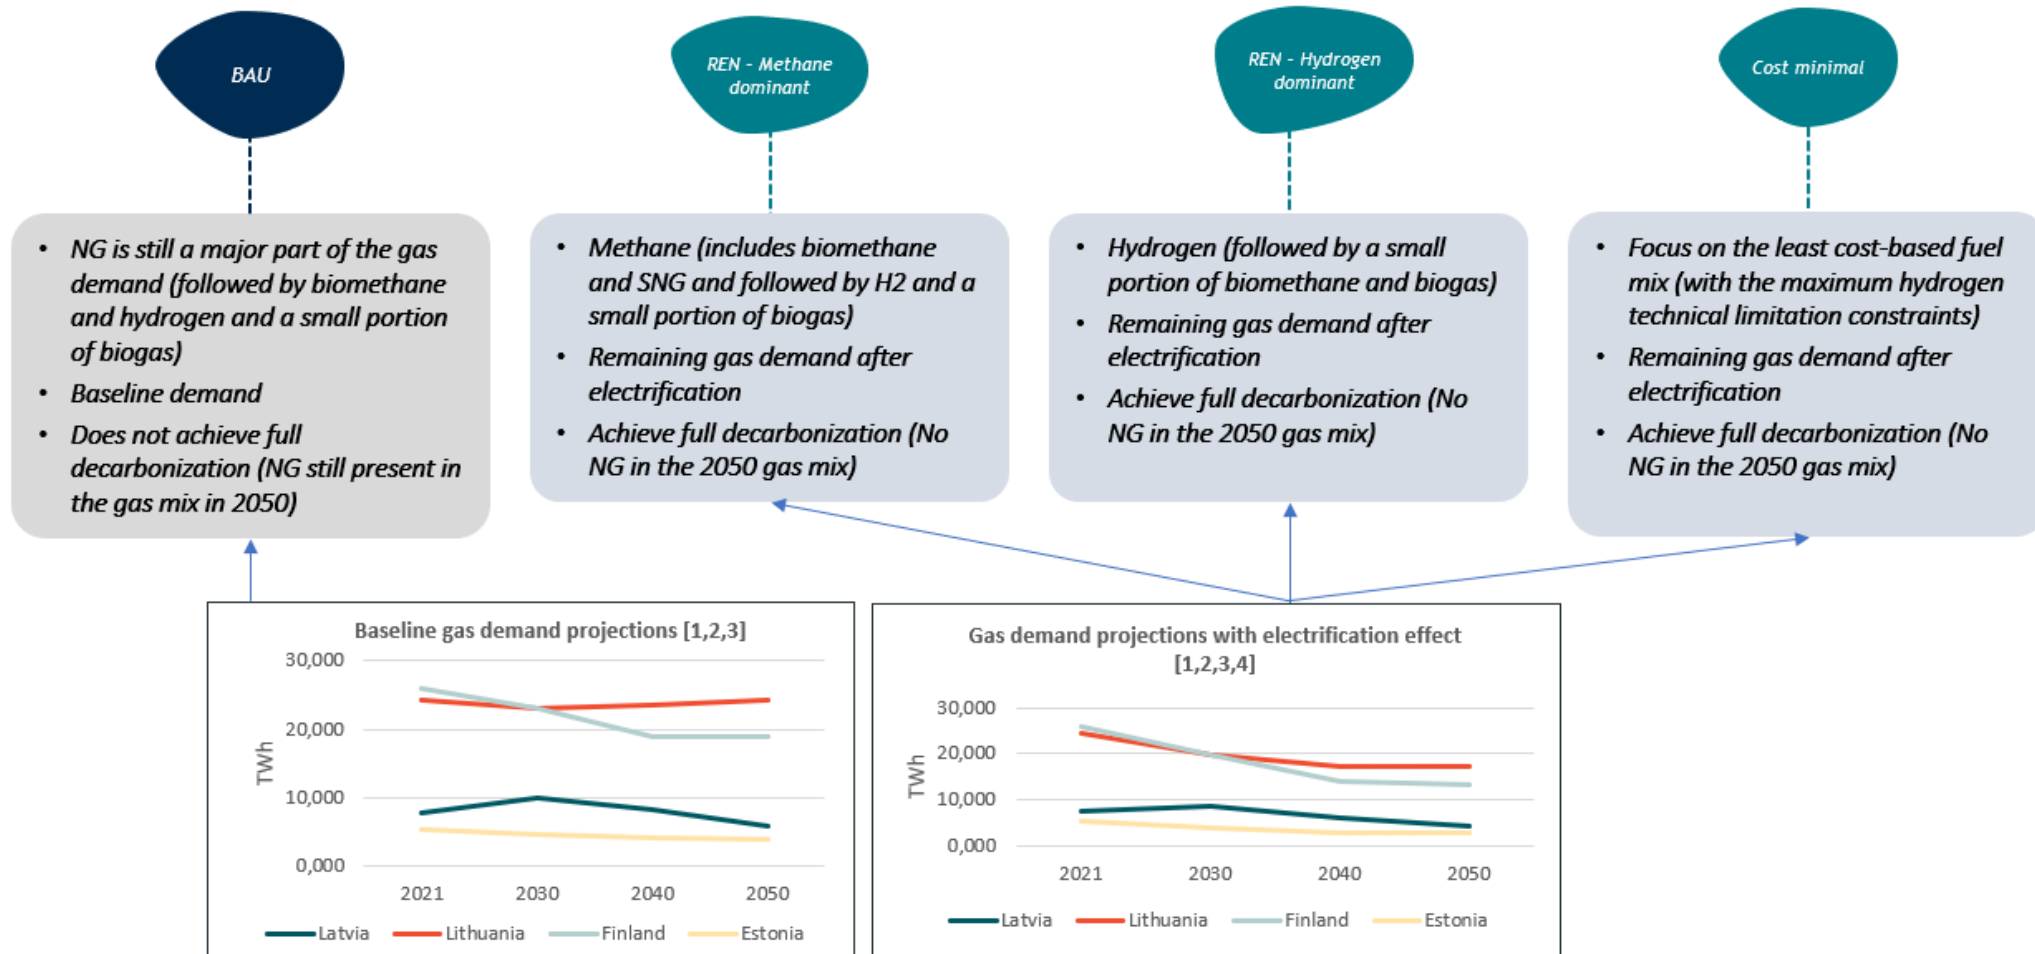 BAU
REN - Methane
dominant
REN - Hydrogen
dominant
Cost minimal
• NG is still a major part of the gas
demand (followed by biomethane
and hydrogen and a small portion
of biogas)
• Baseline demand
• Does not achieve full
decarbonization (NG still present in
the gas mix in 2050)
• Methane (includes biomethane
and SNG and followed by H2 and a
small portion of biogas)
• Remaining gas demand after
electrification
• Achieve full decarbonization (No
NG in the 2050 gas mix)
• Hydrogen (followed by a small
portion of biomethane and biogas)
• Remaining gas demand after
electrification
• Achieve full decarbonization (No
NG in the 2050 gas mix)
• Focus on the least cost-based fuel
mix (with the maximum hydrogen
technical limitation constraints)
• Remaining gas demand after
electrification
• Achieve full decarbonization (No
NG in the 2050 gas mix)
Baseline gas demand projections [1,2,3]
30,000
20,000
10,000
0,000
TWh
2021 2030 2040 2050
Latvia Lithuania Finland Estonia
Gas demand projections with electrification effect
[1,2,3,4]
30,000
20,000
10,000
0,000
TWh
2021 2030 2040 2050
Latvia Lithuania Finland Estonia